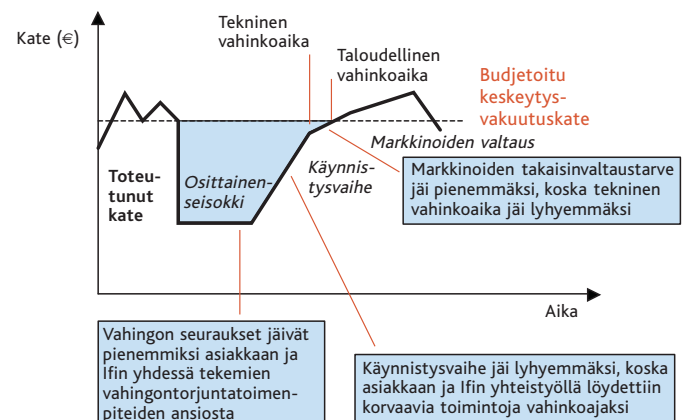 Kate (€)
Tekninen
vahinkoaika
Taloudellinen
vahinkoaika
Budjetoitu
keskeytys-
vakuutuskate
Markkinoiden valtaus
Toteu-
tunut
kate
Osittainen-
seisokki
Käynnis-
tysvaihe
Markkinoiden takaisinvaltaustarve
jäi pienemmäksi, koska tekninen
vahinkoaika jäi lyhyemmäksi
Aika
Vahingon seuraukset jäivät
pienemmiksi asiakkaan ja
Ifin yhdessä tekemien
vahingontorjuntatoimen-
piteiden ansiosta
Käynnistysvaihe jäi lyhyemmäksi, koska
asiakkaan ja Ifin yhteistyöllä löydettiin
korvaavia toimintoja vahinkoajaksi